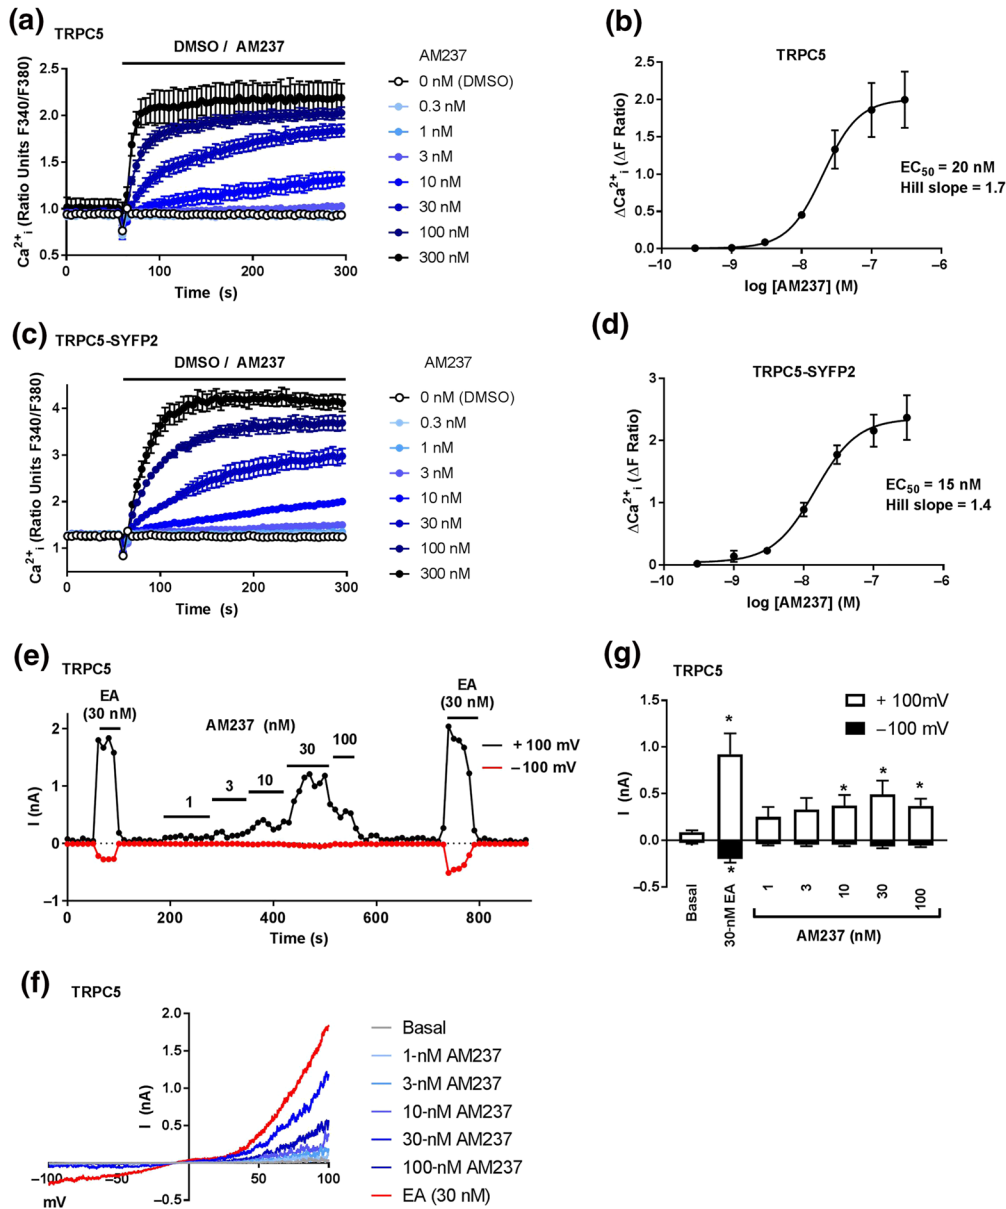 (a)
TRPC5
DMSO / AM237
Ca²⁺ᵢ (Ratio Units F340/F380)
2.5
2.0
1.5
1.0
0.5
0
100
200
300
Time (s)
AM237
0 nM (DMSO)
0.3 nM
1 nM
3 nM
10 nM
30 nM
100 nM
300 nM
(b)
TRPC5
ΔCa²⁺ᵢ (ΔF Ratio)
2.5
2.0
1.5
1.0
0.5
0.0
–10
–9
–8
–7
–6
log [AM237] (M)
EC₅₀ = 20 nM
Hill slope = 1.7
(c)
TRPC5-SYFP2
DMSO / AM237
Ca²⁺ᵢ (Ratio Units F340/F380)
4
3
2
1
0
100
200
300
Time (s)
AM237
0 nM (DMSO)
0.3 nM
1 nM
3 nM
10 nM
30 nM
100 nM
300 nM
(d)
TRPC5-SYFP2
ΔCa²⁺ᵢ (ΔF Ratio)
3
2
1
0
–10
–9
–8
–7
–6
log [AM237] (M)
EC₅₀ = 15 nM
Hill slope = 1.4
(e)
TRPC5
EA
(30 nM)
AM237 (nM)
1
3
10
30
100
EA
(30 nM)
+ 100 mV
–100 mV
I (nA)
2
1
0
–1
0
200
400
600
800
Time (s)
(g)
TRPC5
+ 100mV
–100 mV
I (nA)
1.5
1.0
0.5
0.0
–0.5
*
*
*
*
*
Basal
30-nM EA
1
3
10
30
100
AM237 (nM)
(f)
TRPC5
I (nA)
2.0
1.5
1.0
0.5
–0.5
–100
–50
50
100
mV
Basal
1-nM AM237
3-nM AM237
10-nM AM237
30-nM AM237
100-nM AM237
EA (30 nM)